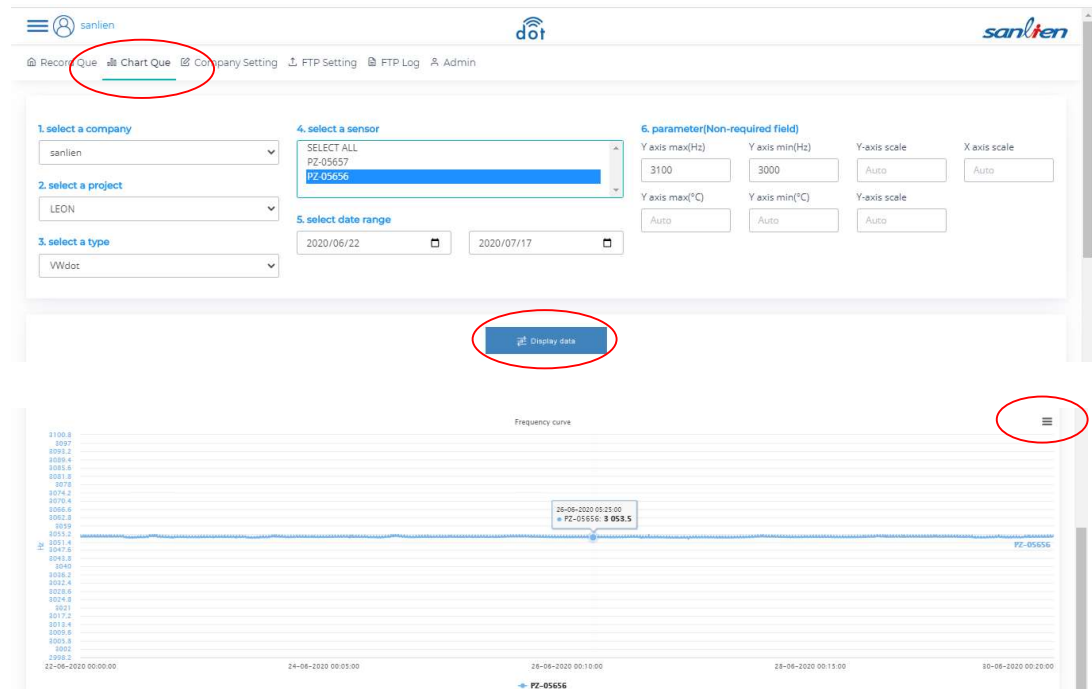 sanlien
dot
sanlien
Record Que Chart Que Company Setting FTP Setting FTP Log Admin
1. select a company
sanlien
2. select a project
LEON
3. select a type
VWdot
4. select a sensor
SELECT ALL
PZ-05657
PZ-05656
5. select date range
2020/06/22 2020/07/17
6. parameter(Non-required field)
Y axis max(Hz) Y axis min(Hz) Y-axis scale X axis scale
3100 3000 Auto Auto
Y axis max(°C) Y axis min(°C) Y-axis scale
Auto Auto Auto
Display data
Frequency curve
3100.8
3097
3093.2
3089.4
3085.6
3081.8
3078
3074.2
3070.4
3066.6
3062.8
3059
3055.2
3051.4
3047.6
3043.8
3040
3036.2
3032.4
3028.6
3024.8
3021
3017.2
3013.4
3009.6
3005.8
3002
2998.2
Hz
26-06-2020 05:25:00
PZ-05656: 3 053.5
PZ-05656
22-06-2020 00:00:00 24-06-2020 00:05:00 26-06-2020 00:10:00 28-06-2020 00:15:00 30-06-2020 00:20:00
PZ-05656